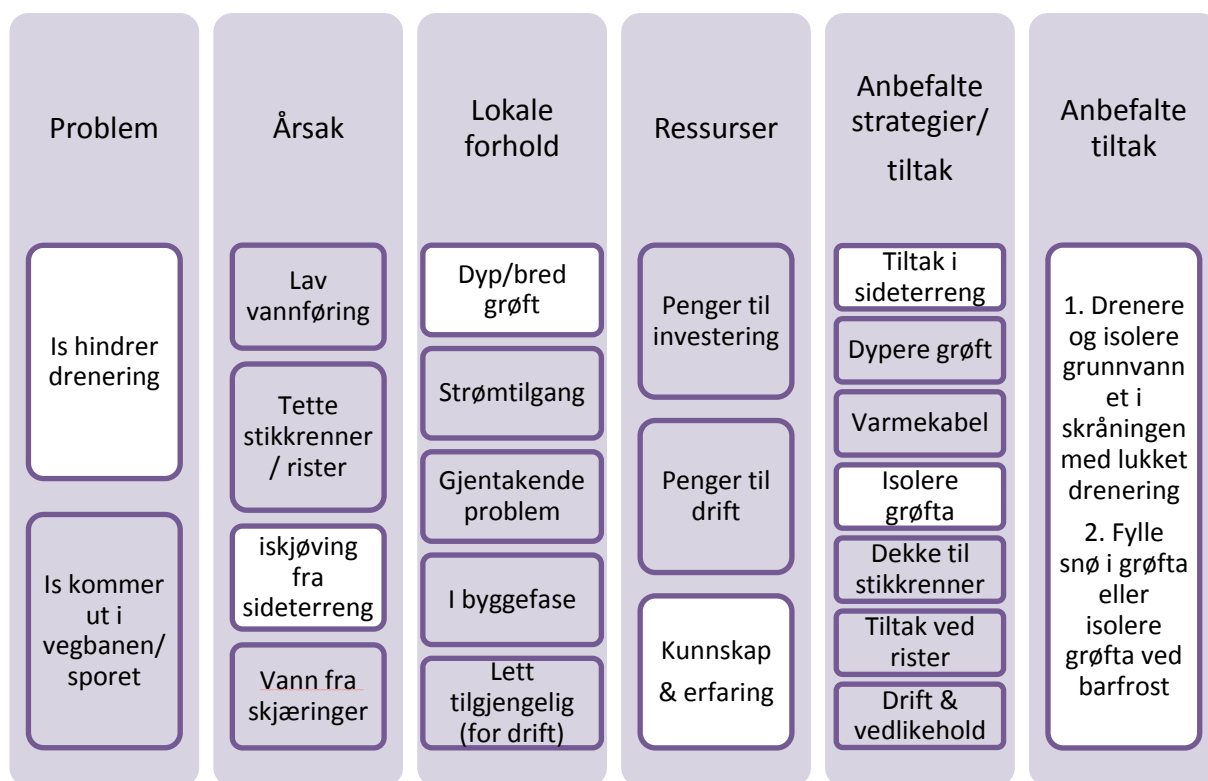 Problem
Is hindrer
drenering
Is kommer
ut i
vegbanen/
sporet
Årsak
Lav
vannføring
Tette
stikkrenner
/ rister
iskjøving
fra
sideterreng
Vann fra
skjæringer
Lokale
forhold
Dyp/bred
grøft
Strømtilgang
Gjentakende
problem
I byggefase
Lett
tilgjengelig
(for drift)
Ressurser
Penger til
investering
Penger til
drift
Kunnskap
& erfaring
Anbefalte
strategier/
tiltak
Tiltak i
sideterreng
Dypere grøft
Varmekabel
Isolere
grøfta
Dekke til
stikkrenner
Tiltak ved
rister
Drift &
vedlikehold
Anbefalte
tiltak
1. Drenere
og isolere
grunnvann
et i
skråningen
med lukket
drenering
2. Fylle
snø i grøfta
eller
isolere
grøfta ved
barfrost